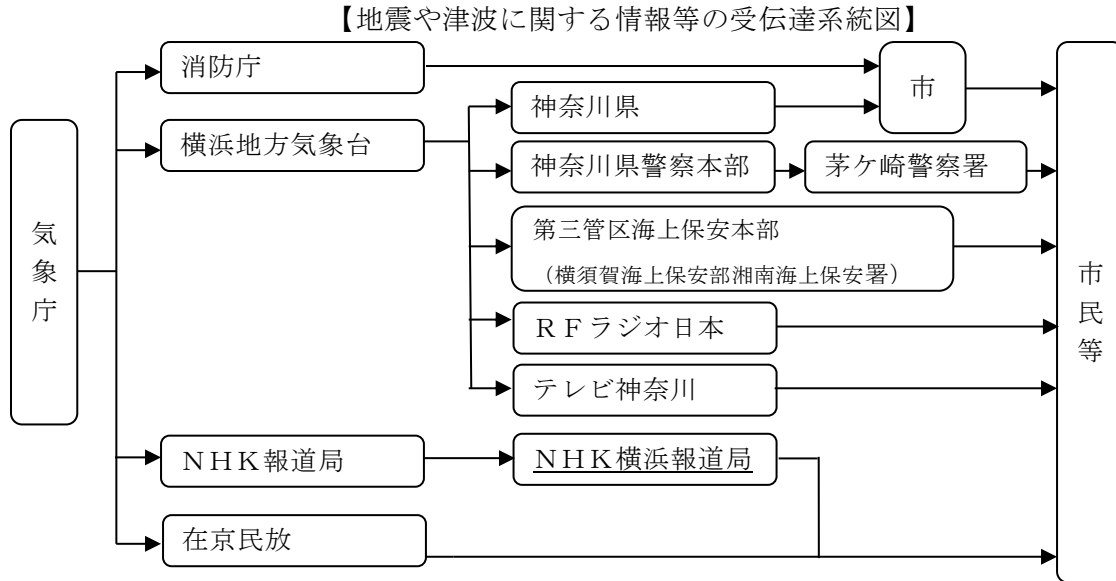 【地震や津波に関する情報等の受伝達系統図】
消防庁
市
神奈川県
横浜地方気象台
神奈川県警察本部
茅ケ崎警察署
第三管区海上保安本部
（横須賀海上保安部湘南海上保安署）
気象庁
市民等
ＲＦラジオ日本
テレビ神奈川
ＮＨＫ報道局
ＮＨＫ横浜報道局
在京民放